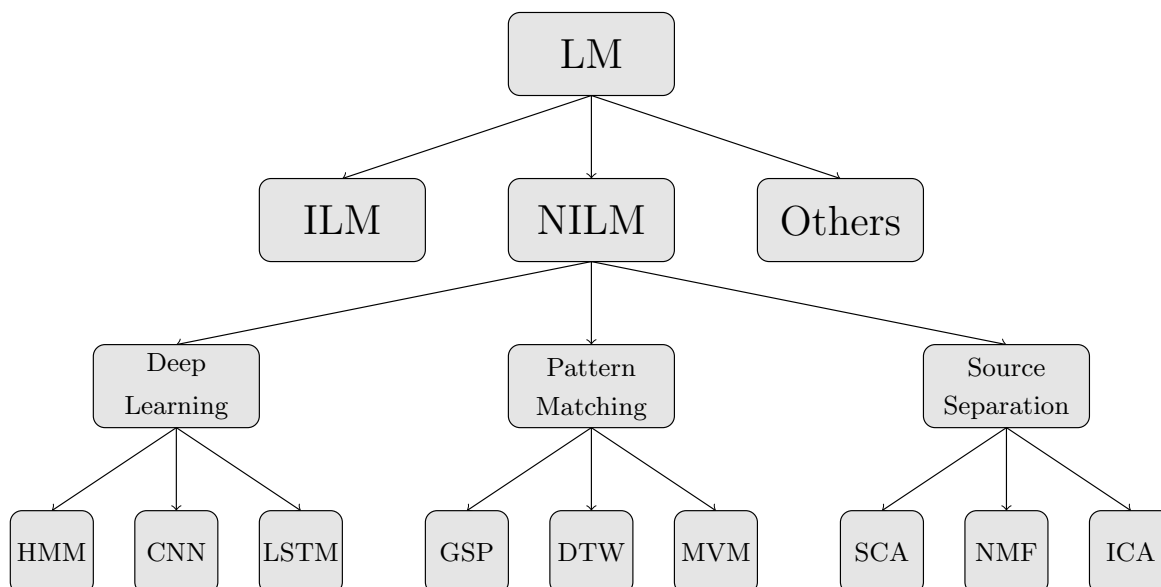 LM
ILM NILM Others
Deep Pattern Source
Learning Matching Separation
HMM CNN LSTM GSP DTW MVM SCA NMF ICA